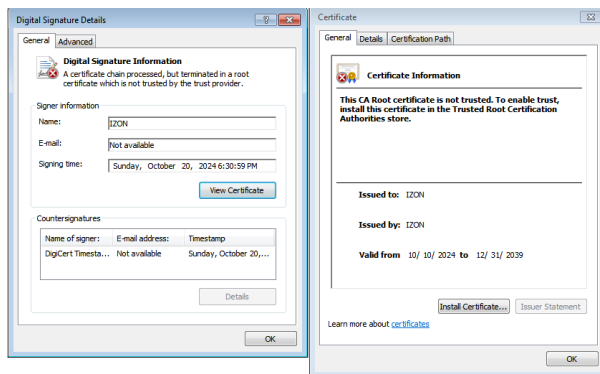 Digital Signature Details
General Advanced
Digital Signature Information
A certificate chain processed, but
terminated in a root
certificate which is not trusted by the trust provider.
Signer information
Name: IZON
E-mail: Not available
Signing time: Sunday, October 20, 2024 6:30:59 PM
View Certificate
Countersignatures
Name of signer: E-mail address: Timestamp
DigiCert Timesta... Not available Sunday, October 20,...
Details
OK
Certificate
General Details Certification Path
Certificate Information
This CA Root certificate is not trusted. To enable trust,
install this certificate in the Trusted Root Certification
Authorities store.
Issued to: IZON
Issued by: IZON
Valid from 10/ 10/ 2024 to 12/ 31/ 2039
Install Certificate... Issuer Statement
Learn more about certificates
OK